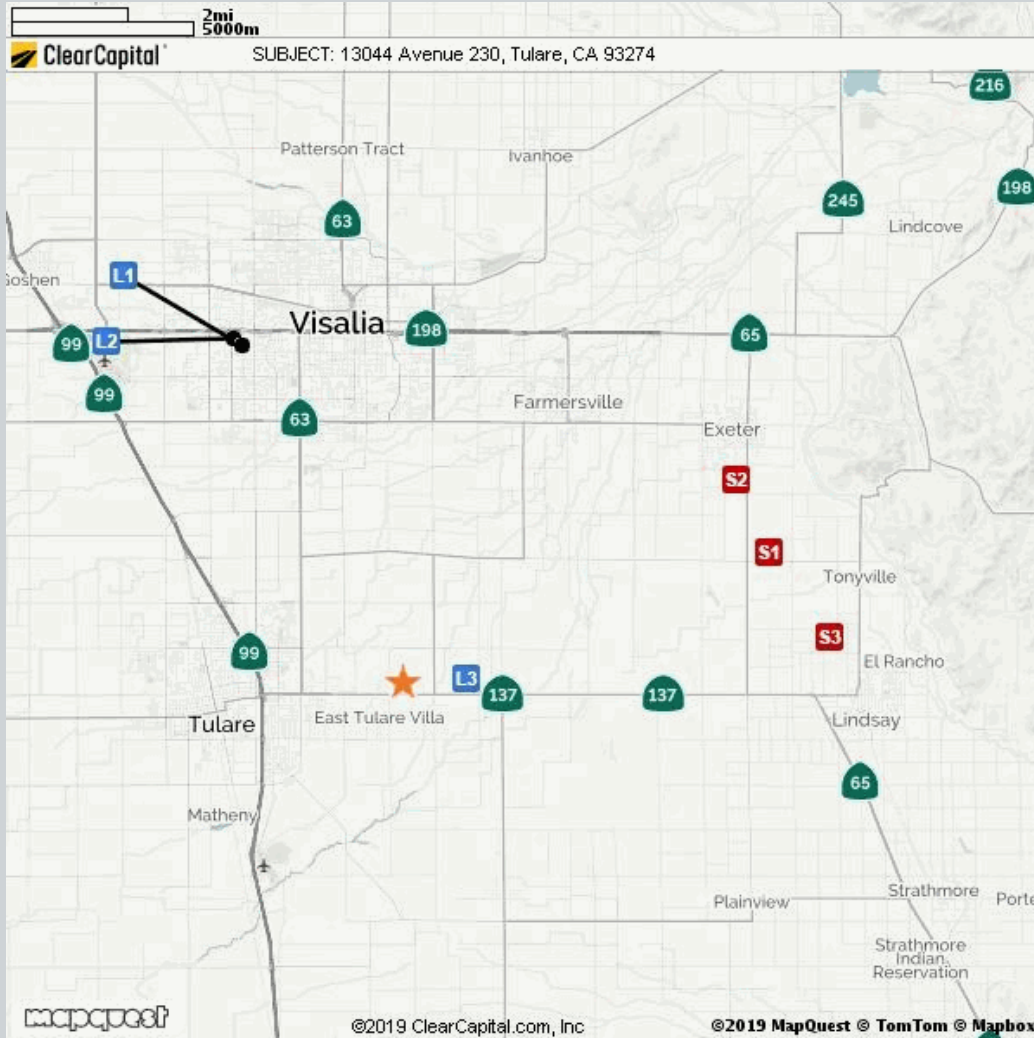 2mi
5000m
ClearCapital
SUBJECT: 13044 Avenue 230, Tulare, CA 93274
216
Patterson Tract
Ivanhoe
198
245
63
Lindcove
L1
Goshen
Visalia
198
65
99
L2
99
Farmersville
63
Exeter
S2
S1
Tonyville
S3
99
El Rancho
L3
137
137
East Tulare Villa
Tulare
Lindsay
65
Matheny
Strathmore
Plainview
Strathmore
Indian
Reservation
mapquest
©2019 ClearCapital.com, Inc
©2019 MapQuest © TomTom © Mapbox